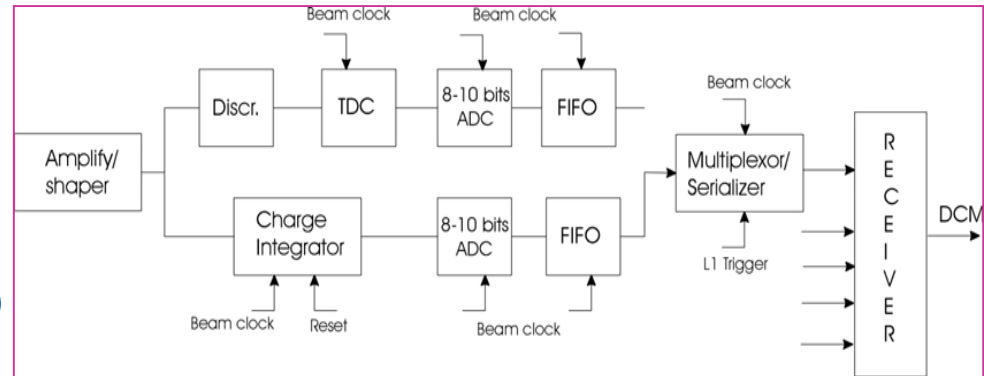 Beam clock
Beam clock
Discr.
TDC
8-10 bits
ADC
FIFO
Beam clock
Amplify/
shaper
Multiplexor/
Serializer
R
E
C
E
I
V
E
R
DCM
Charge
Integrator
8-10 bits
ADC
FIFO
L1 Trigger
Beam clock
Reset
Beam clock